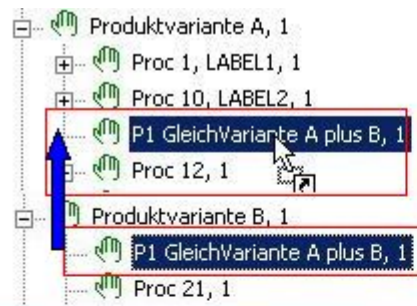 Produktvariante A, 1
Proc 1, LABEL1, 1
Proc 10, LABEL2, 1
P1 GleichVariante A plus B, 1
Proc 12, 1
Produktvariante B, 1
P1 GleichVariante A plus B, 1
Proc 21, 1